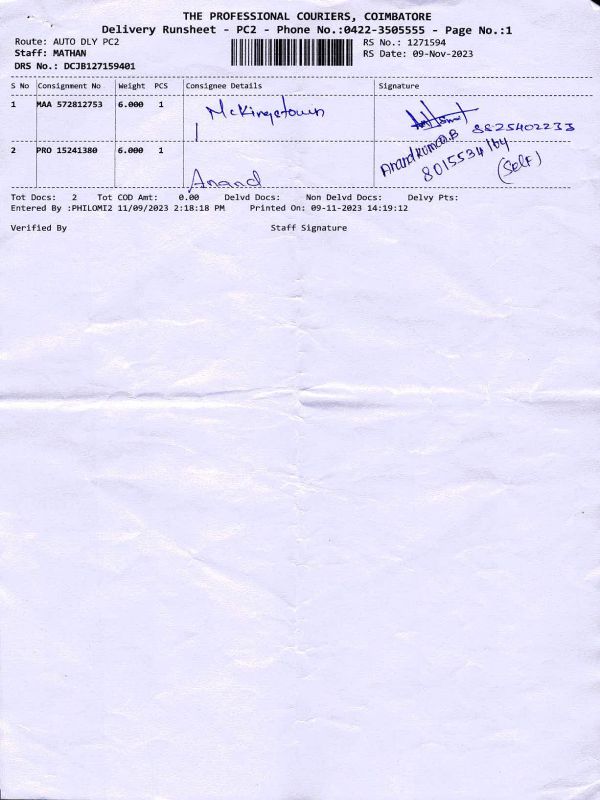 THE PROFESSIONAL COURIERS, COIMBATORE
Delivery Runsheet - PC2 - Phone No.:0422-3505555 - Page No.:1
Route: AUTO DLY PC2 RS No.: 1271594
Staff: MATHAN RS Date: 09-Nov-2023
DRS No.: DCJB127159401
S No Consignment No Weight PCS Consignee Details Signature
1 MAA 572812753 6.000 1 McKingstown
8825402233
2 PRO 15241380 6.000 1 Anand Anandkumar.B
8015534164
(Self)
Tot Docs: 2 Tot COD Amt: 0.00 Delvd Docs: Non Delvd Docs: Delvy Pts:
Entered By :PHILOMI2 11/09/2023 2:18:18 PM Printed On: 09-11-2023 14:19:12
Verified By Staff Signature